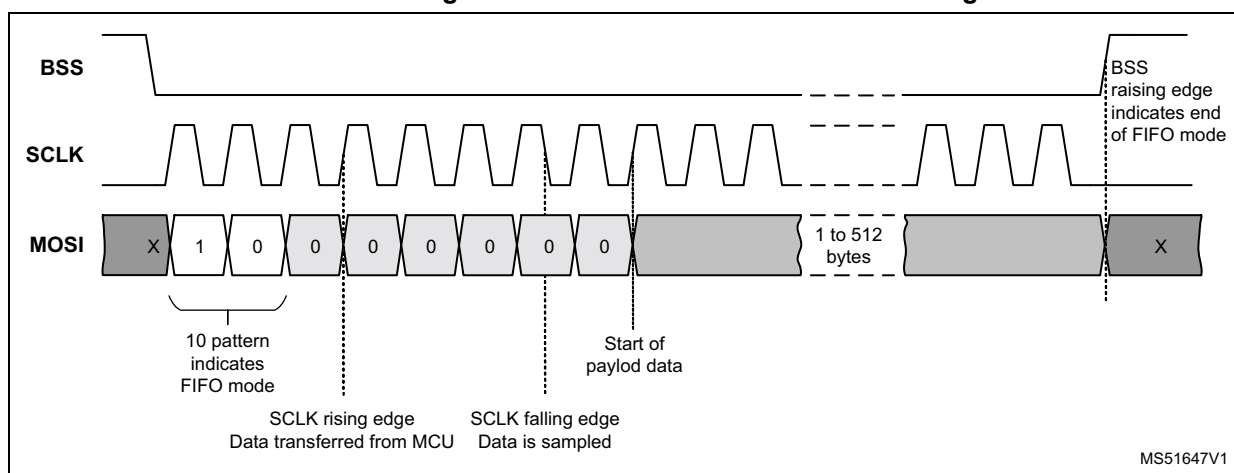 BSS
BSS
raising edge
indicates end
of FIFO mode
SCLK
MOSI
X 1 0 0 0 0 0 0 0 1 to 512 X
bytes
10 pattern
indicates
FIFO mode
Start of
paylod data
SCLK rising edge
Data transferred from MCU
SCLK falling edge
Data is sampled
MS51647V1